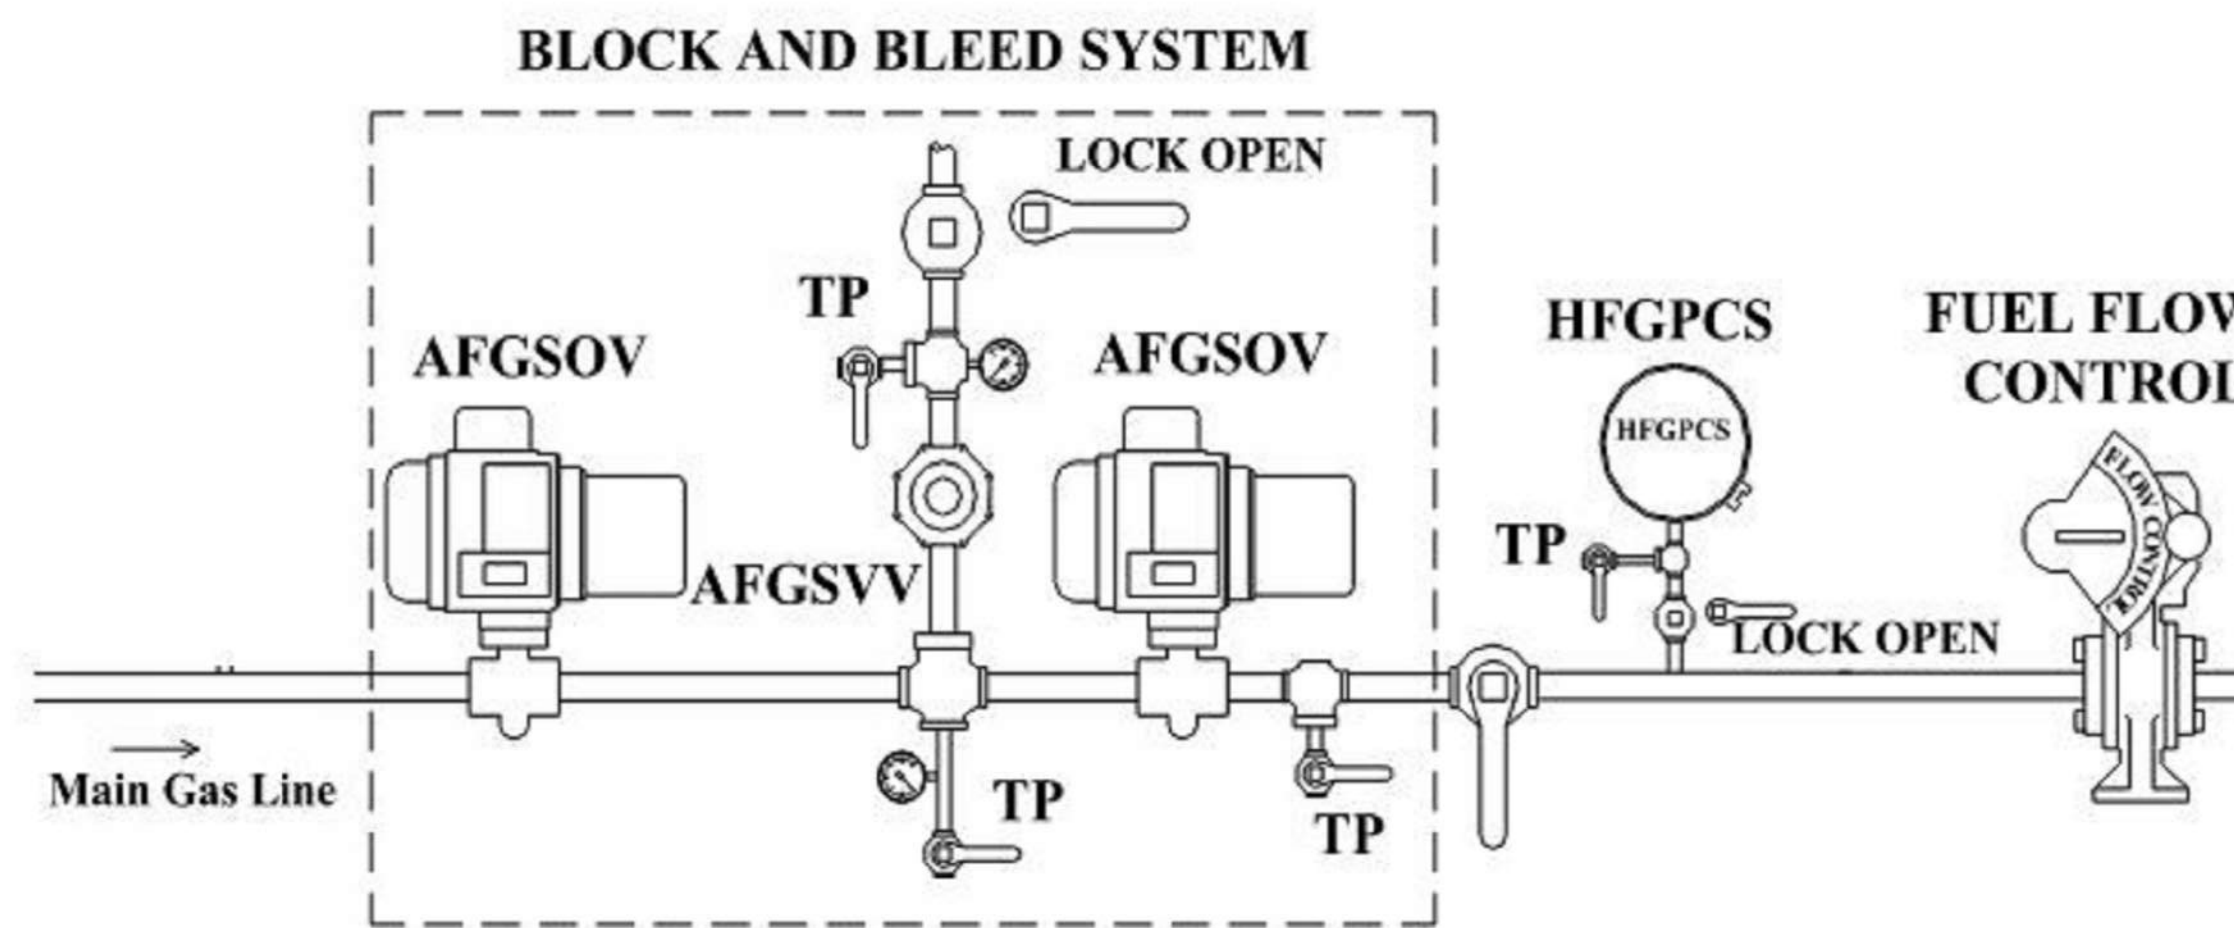 BLOCK AND BLEED SYSTEM
LOCK OPEN
TP
AFGSOV
AFGSOV
HFGPCS
FUEL FLOW
CONTROL
HFGPCS
FLOW CONTROL
TP
AFGSVV
LOCK OPEN
Main Gas Line
TP
TP